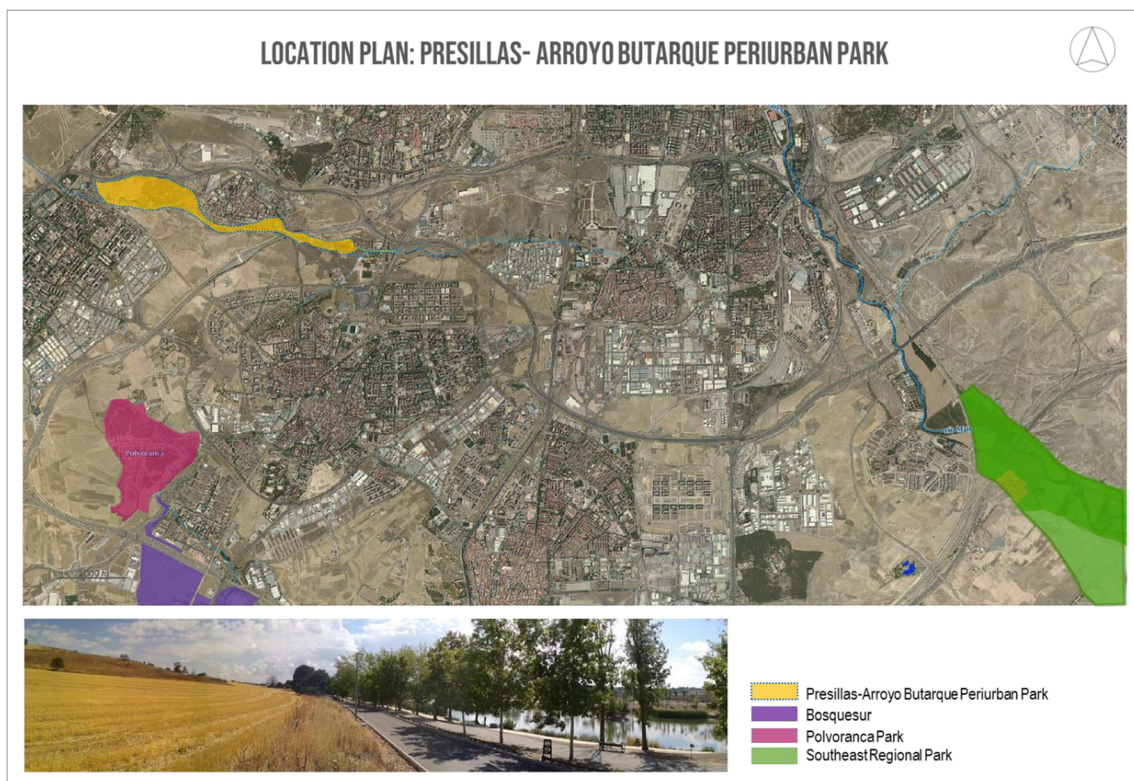 LOCATION PLAN: PRESILLAS- ARROYO BUTARQUE PERIURBAN PARK
Polvoranca
Presillas-Arroyo Butarque Periurban Park
Bosquesur
Polvoranca Park
Southeast Regional Park